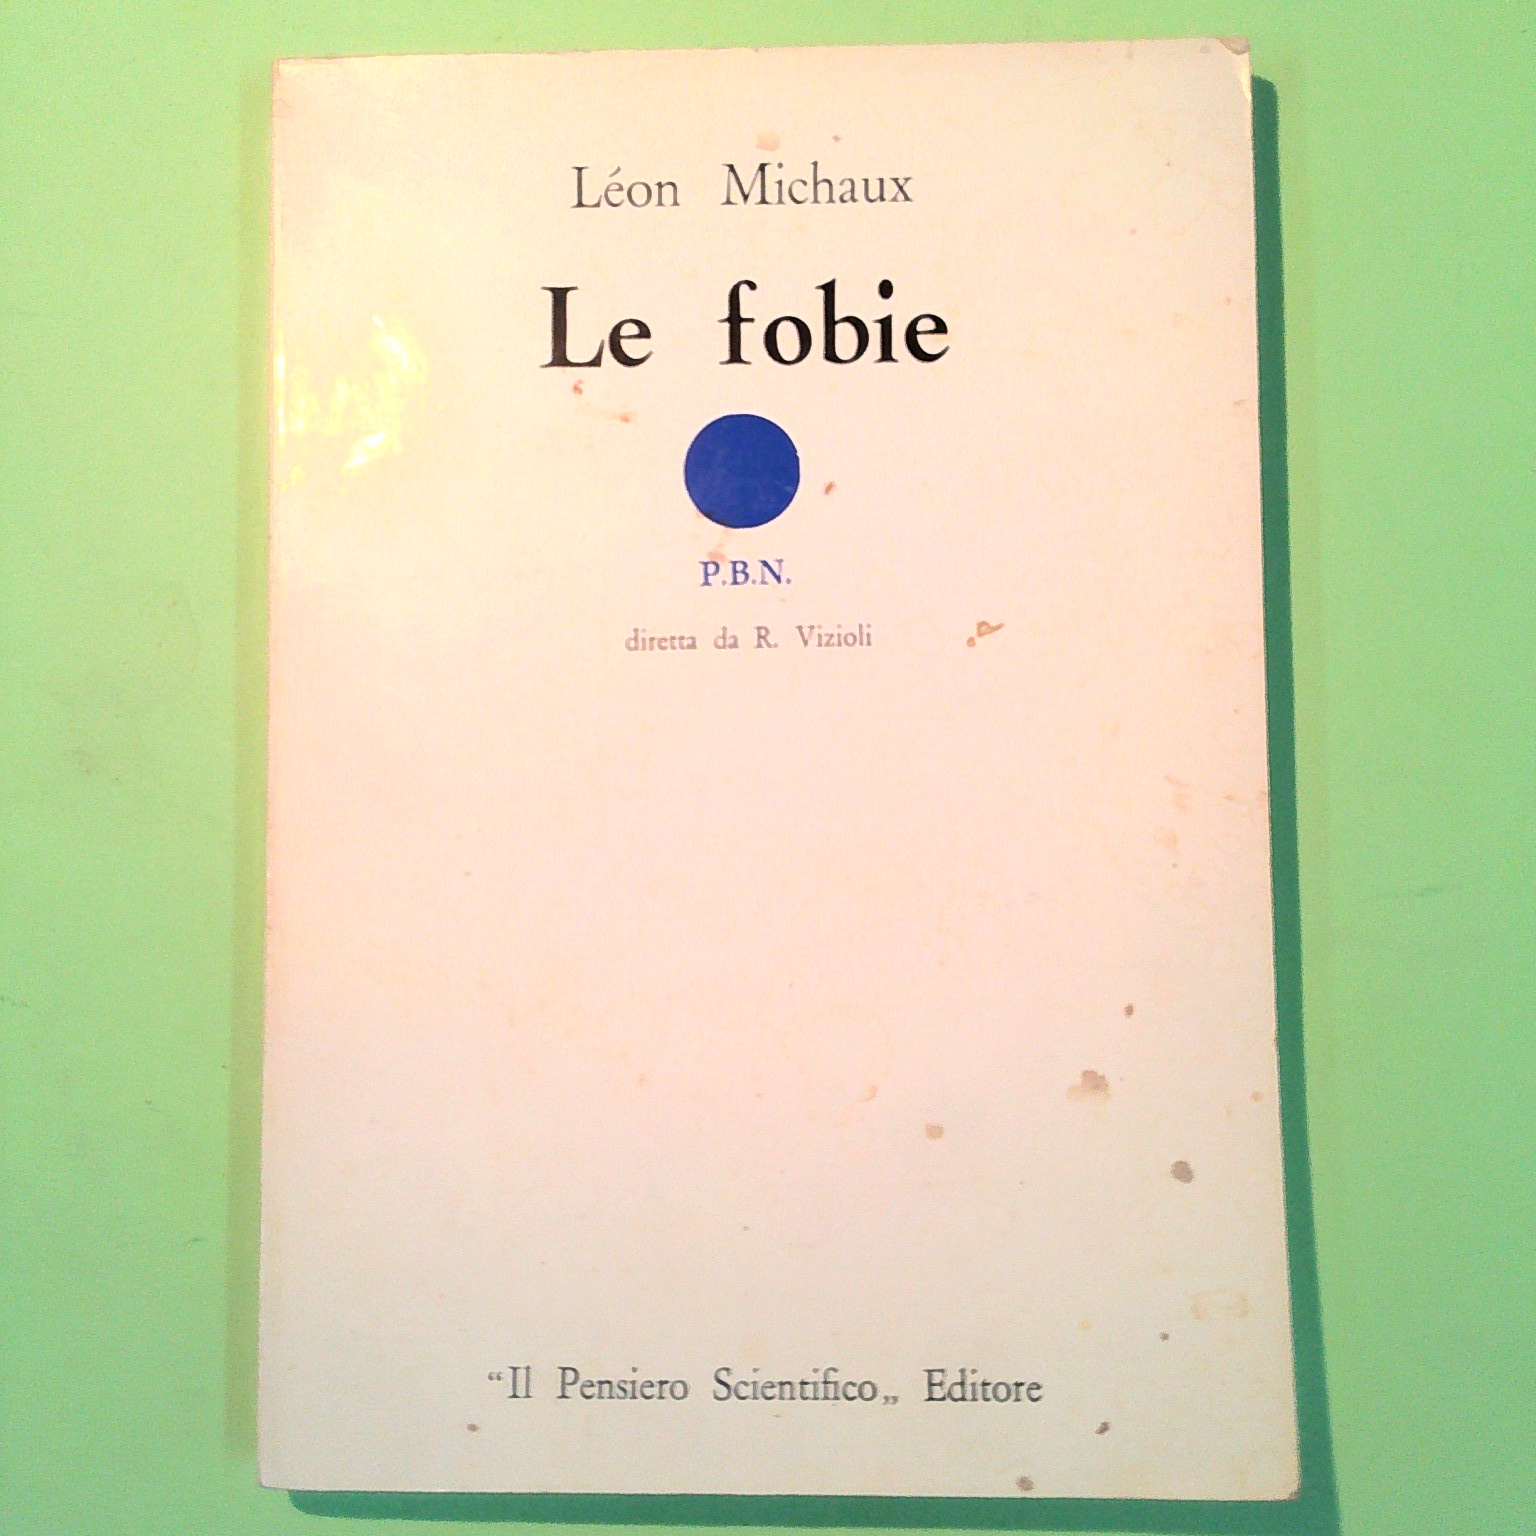 Léon Michaux
Le fobie
P.B.N.
diretta da R. Vizioli
“Il Pensiero Scientifico„ Editore